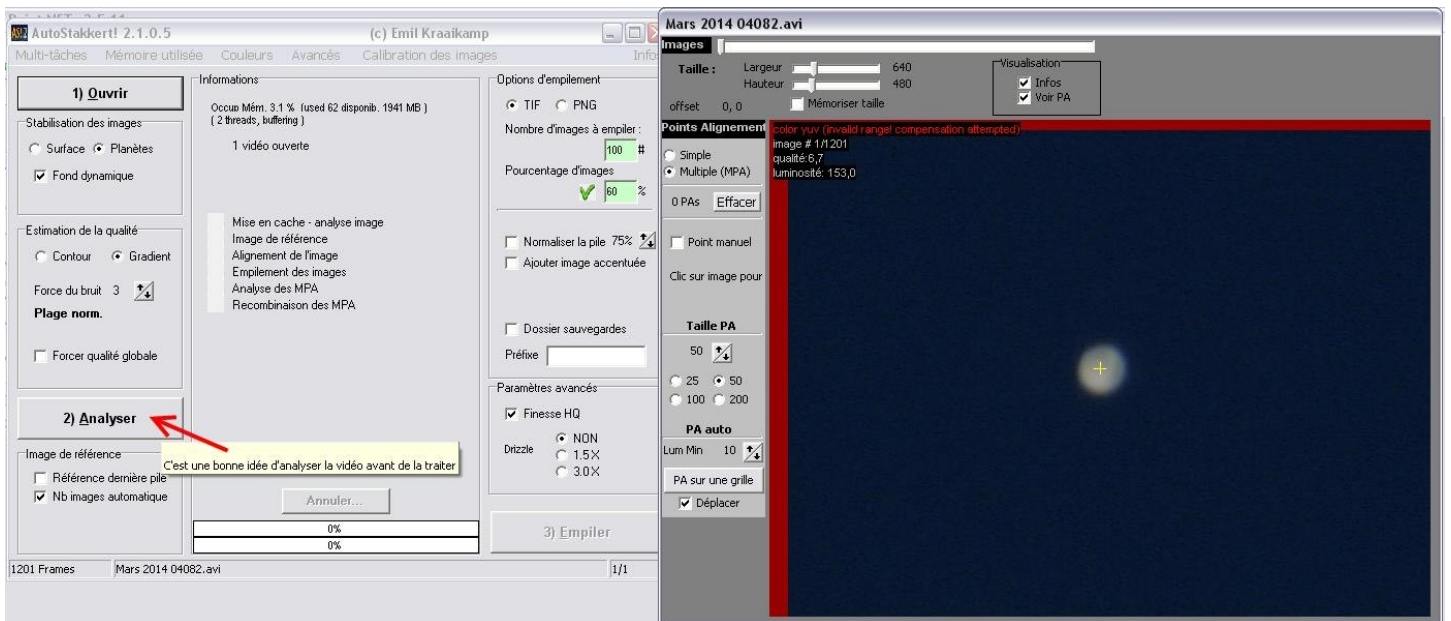 AutoStakkert! 2.1.0.5 (c) Emil Kraaikamp
Multi-tâches Mémoire utilisée Couleurs Avancés Calibration des images Infos
1) Ouvrir
Stabilisation des images
Surface Planètes
Fond dynamique
Estimation de la qualité
Contour Gradient
Force du bruit 3
Plage norm.
Forcer qualité globale
2) Analyser
Image de référence
Référence dernière pile
Nb images automatique
Informations
Occup Mém. 3.1 % (used 62 disponib. 1941 MB )
( 2 threads, buffering )
1 vidéo ouverte
Mise en cache - analyse image
Image de référence
Alignement de l'image
Empilement des images
Analyse des MPA
Recombinaison des MPA
C'est une bonne idée d'analyser la vidéo avant de la traiter
Annuler...
0%
0%
Options d'empilement
TIF PNG
Nombre d'images à empiler :
100 #
Pourcentage d'images
60 %
Normaliser la pile 75%
Ajouter image accentuée
Dossier sauvegardes
Préfixe
Paramètres avancés
Finesse HQ
Drizzle
NON
1.5X
3.0X
3) Empiler
1201 Frames Mars 2014 04082.avi 1/1
Mars 2014 04082.avi
Images
Taille : Largeur 640
Hauteur 480
offset 0, 0 Mémoriser taille
Visualisation
Infos
Voir PA
Points Alignement
Simple
Multiple (MPA)
0 PAs Effacer
Point manuel
Clic sur image pour
Taille PA
50
25 50
100 200
PA auto
Lum Min 10
PA sur une grille
Déplacer
color yuv (invalid range! compensation attempted)
image # 1/1201
qualité:6,7
luminosité: 153,0